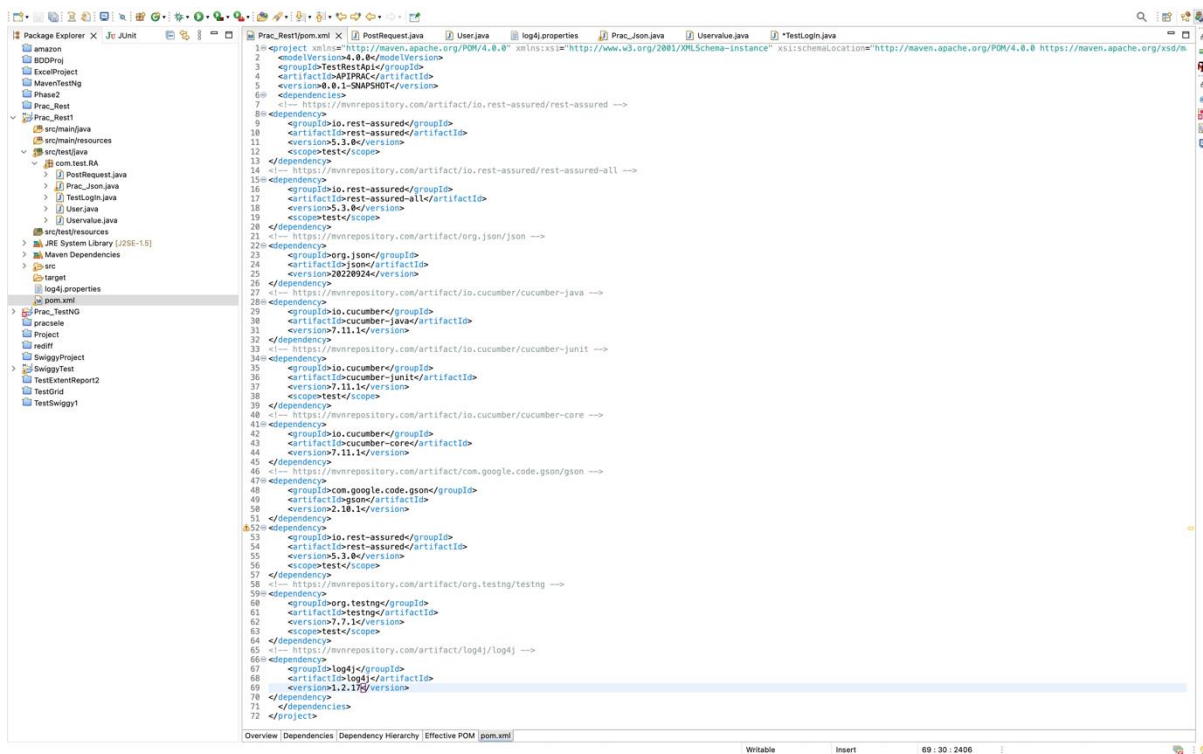 Package Explorer
JUnit
amazon
BDDProj
ExcelProject
MavenTestNg
Phase2
Prac_Rest
Prac_Rest1
src/main/java
src/main/resources
src/test/java
com.test.RA
PostRequest.java
Prac_Json.java
TestLogIn.java
User.java
Uservalue.java
src/test/resources
JRE System Library [J2SE-1.5]
Maven Dependencies
src
target
log4j.properties
pom.xml
Prac_TestNG
pracsele
Project
rediff
SwiggyProject
SwiggyTest
TestExtentReport2
TestGrid
TestSwiggy1
Prac_Rest1/pom.xml PostRequest.java User.java log4j.properties Prac_Json.java Uservalue.java *TestLogIn.java
1 <project xmlns="http://maven.apache.org/POM/4.0.0" xmlns:xsi="http://www.w3.org/2001/XMLSchema-instance" xsi:schemaLocation="http://maven.apache.org/POM/4.0.0 https://maven.apache.org/xsd/m
2 <modelVersion>4.0.0</modelVersion>
3 <groupId>TestRestApi</groupId>
4 <artifactId>APIPRAC</artifactId>
5 <version>0.0.1-SNAPSHOT</version>
6 <dependencies>
7 <!-- https://mvnrepository.com/artifact/io.rest-assured/rest-assured -->
8 <dependency>
9 <groupId>io.rest-assured</groupId>
10 <artifactId>rest-assured</artifactId>
11 <version>5.3.0</version>
12 <scope>test</scope>
13 </dependency>
14 <!-- https://mvnrepository.com/artifact/io.rest-assured/rest-assured-all -->
15 <dependency>
16 <groupId>io.rest-assured</groupId>
17 <artifactId>rest-assured-all</artifactId>
18 <version>5.3.0</version>
19 <scope>test</scope>
20 </dependency>
21 <!-- https://mvnrepository.com/artifact/org.json/json -->
22 <dependency>
23 <groupId>org.json</groupId>
24 <artifactId>json</artifactId>
25 <version>20220924</version>
26 </dependency>
27 <!-- https://mvnrepository.com/artifact/io.cucumber/cucumber-java -->
28 <dependency>
29 <groupId>io.cucumber</groupId>
30 <artifactId>cucumber-java</artifactId>
31 <version>7.11.1</version>
32 </dependency>
33 <!-- https://mvnrepository.com/artifact/io.cucumber/cucumber-junit -->
34 <dependency>
35 <groupId>io.cucumber</groupId>
36 <artifactId>cucumber-junit</artifactId>
37 <version>7.11.1</version>
38 <scope>test</scope>
39 </dependency>
40 <!-- https://mvnrepository.com/artifact/io.cucumber/cucumber-core -->
41 <dependency>
42 <groupId>io.cucumber</groupId>
43 <artifactId>cucumber-core</artifactId>
44 <version>7.11.1</version>
45 </dependency>
46 <!-- https://mvnrepository.com/artifact/com.google.code.gson/gson -->
47 <dependency>
48 <groupId>com.google.code.gson</groupId>
49 <artifactId>gson</artifactId>
50 <version>2.10.1</version>
51 </dependency>
52 <dependency>
53 <groupId>io.rest-assured</groupId>
54 <artifactId>rest-assured</artifactId>
55 <version>5.3.0</version>
56 <scope>test</scope>
57 </dependency>
58 <!-- https://mvnrepository.com/artifact/org.testng/testng -->
59 <dependency>
60 <groupId>org.testng</groupId>
61 <artifactId>testng</artifactId>
62 <version>7.7.1</version>
63 <scope>test</scope>
64 </dependency>
65 <!-- https://mvnrepository.com/artifact/log4j/log4j -->
66 <dependency>
67 <groupId>log4j</groupId>
68 <artifactId>log4j</artifactId>
69 <version>1.2.17</version>
70 </dependency>
71 </dependencies>
72 </project>
Overview Dependencies Dependency Hierarchy Effective POM pom.xml
Writable Insert 69 : 30 : 2406